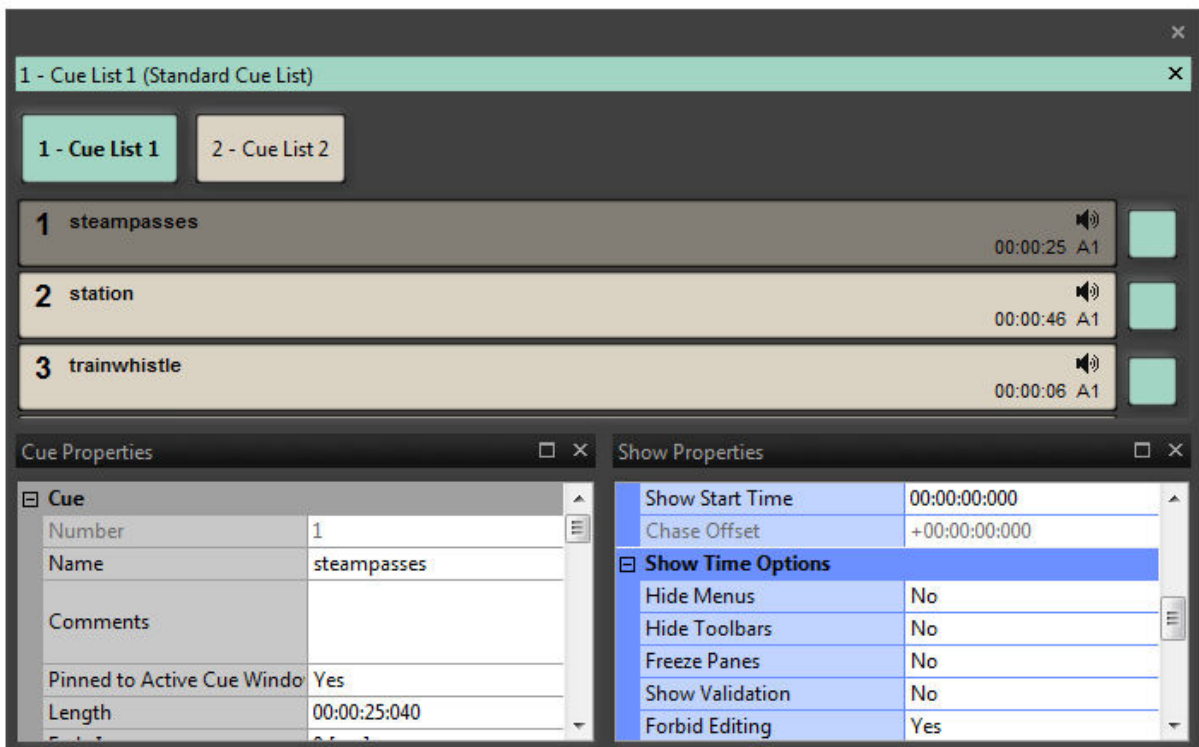 1 - Cue List 1 (Standard Cue List)
1 - Cue List 1
2 - Cue List 2
1 steampasses
00:00:25 A1
2 station
00:00:46 A1
3 trainwhistle
00:00:06 A1
Cue Properties
Cue
Number 1
Name steampasses
Comments
Pinned to Active Cue Windo Yes
Length 00:00:25:040
Show Properties
Show Start Time 00:00:00:000
Chase Offset +00:00:00:000
Show Time Options
Hide Menus No
Hide Toolbars No
Freeze Panes No
Show Validation No
Forbid Editing Yes